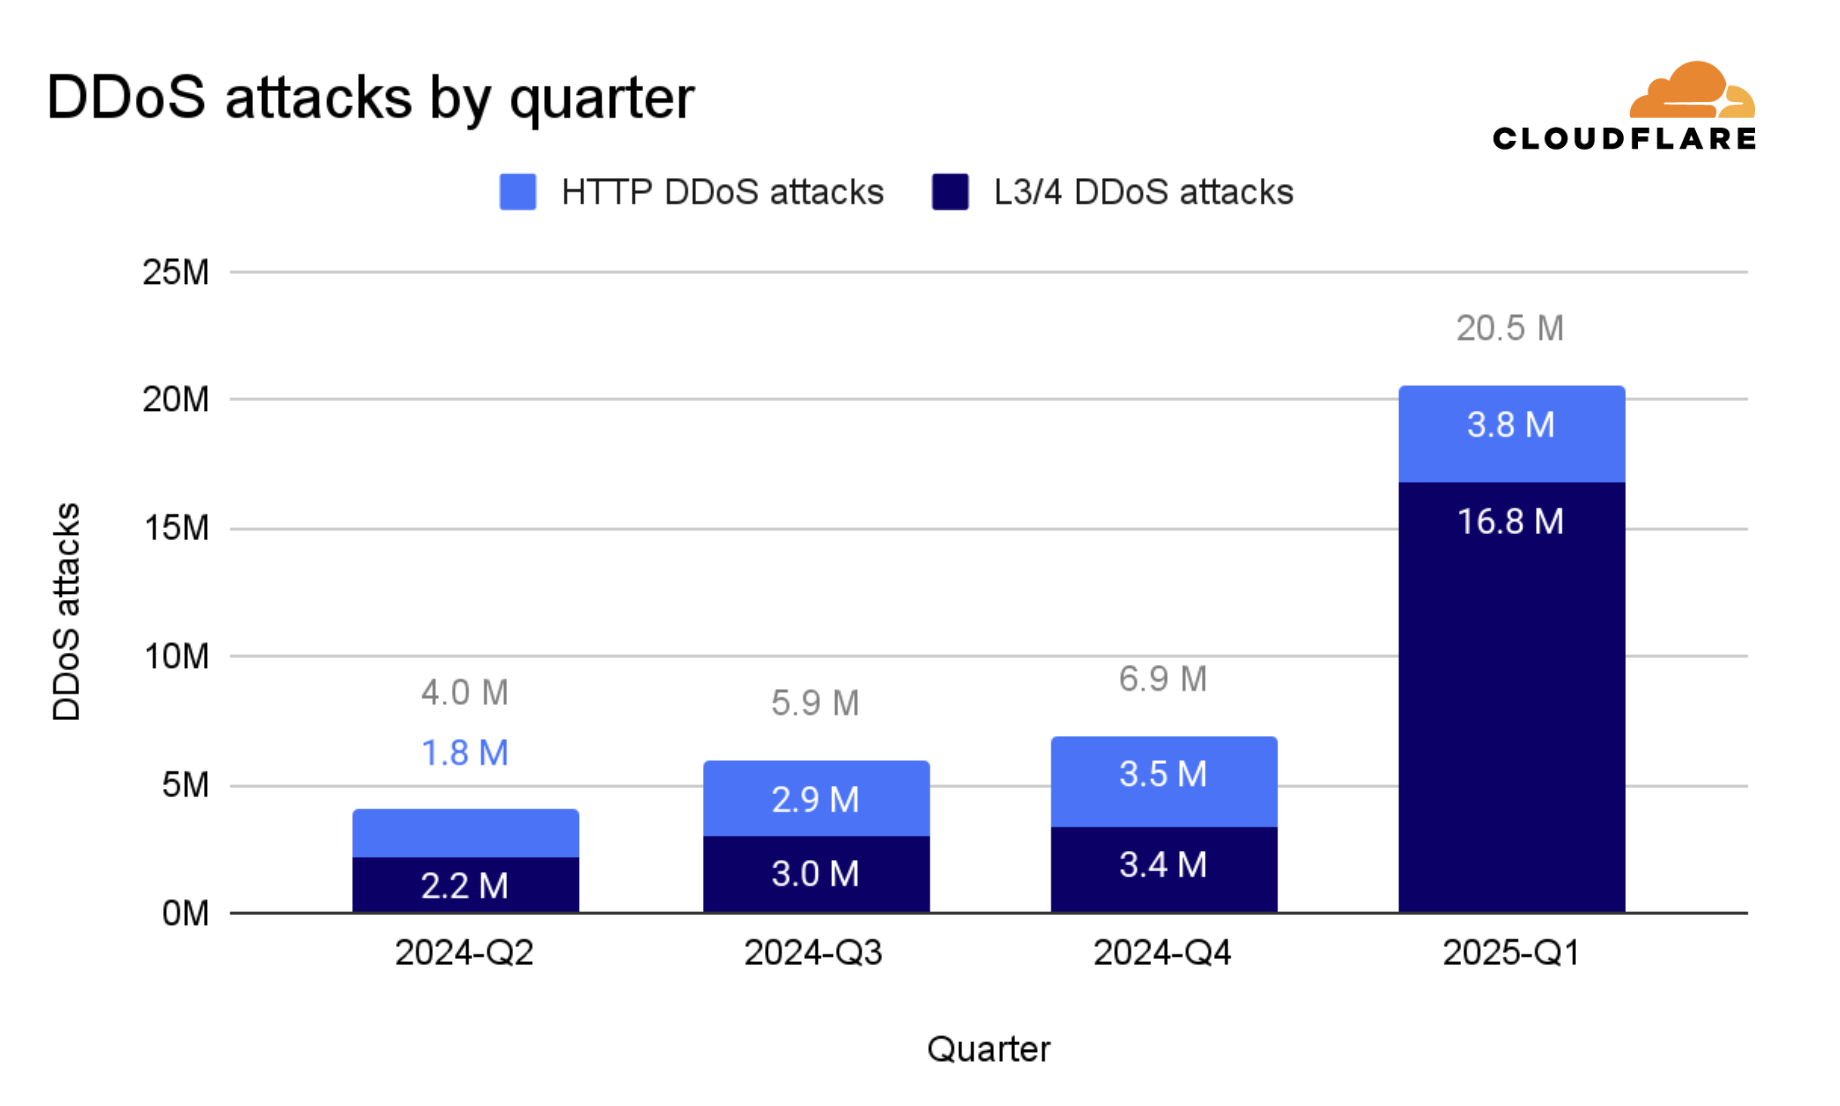 DDoS attacks by quarter
CLOUDFLARE
HTTP DDoS attacks
L3/4 DDoS attacks
25M
20M
15M
10M
5M
0M
DDoS attacks
4.0 M
1.8 M
2.2 M
5.9 M
2.9 M
3.0 M
6.9 M
3.5 M
3.4 M
20.5 M
3.8 M
16.8 M
2024-Q2
2024-Q3
2024-Q4
2025-Q1
Quarter